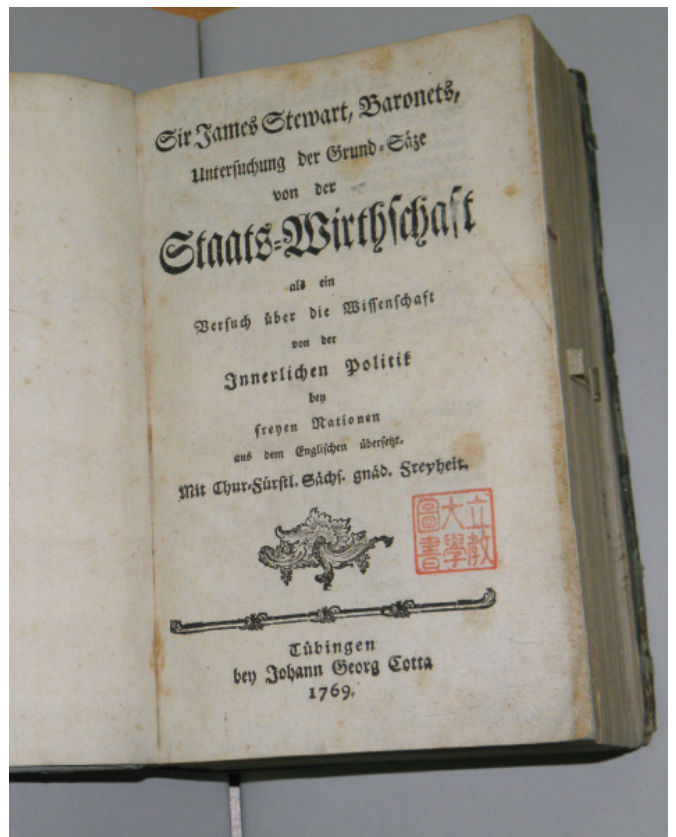 Sir James Stewart, Baronets,
Untersuchung der Grund-Säze
von der
Staats-Wirthschaft
als ein
Versuch über die Wissenschaft
von der
Innerlichen Politik
bey
freyen Nationen
aus dem Englischen übersetzt.
Mit Chur-Fürstl. Sächs. gnäd. Freyheit.
立教
大學
圖書
Tübingen
bey Johann Georg Cotta
1769.